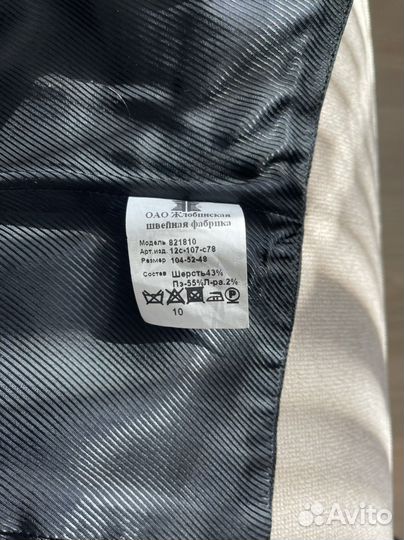 ОАО Жлобинская
швейная фабрика
Модель 821810
Арт.изд. 12с-107-с78
Размер 104-52-48
Состав Шерсть43%
Пэ-55%Л-ра.2%
P
10
Avito